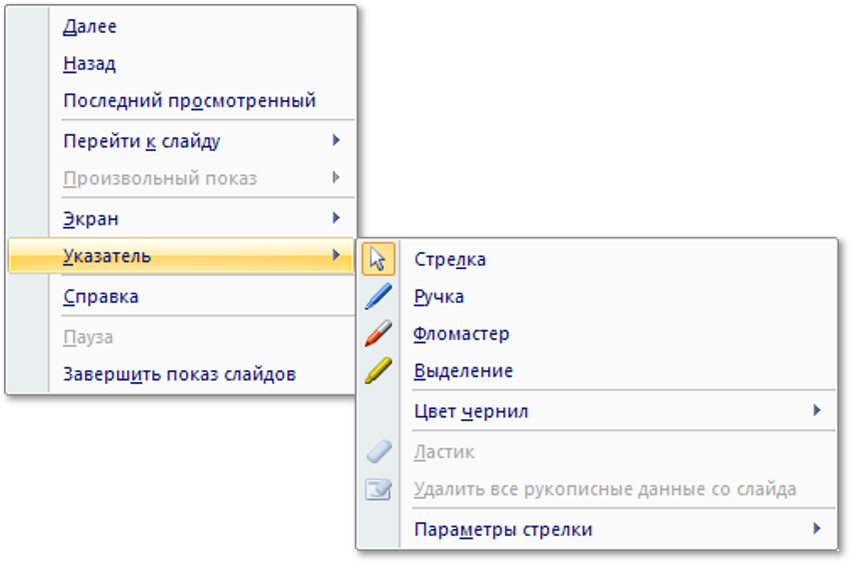 Далее
Назад
Последний просмотренный
Перейти к слайду
Произвольный показ
Экран
Указатель
Справка
Пауза
Завершить показ слайдов
Стрелка
Ручка
Фломастер
Выделение
Цвет чернил
Ластик
Удалить все рукописные данные со слайда
Параметры стрелки